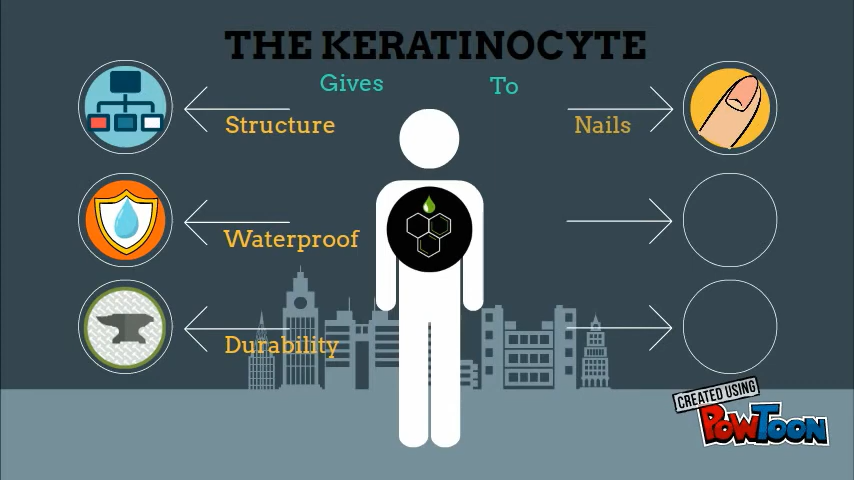 THE KERATINOCYTE
Gives To
Structure Nails
Waterproof
Durability
CREATED USING
POWTOON